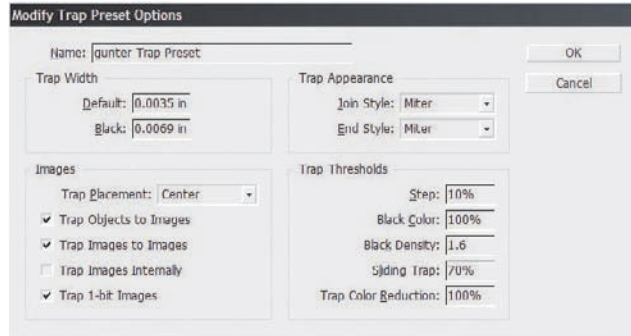 Modify Trap Preset Options
Name: gunter Trap Preset
OK
Cancel
Trap Width
Default: 0.0035 in
Black: 0.0069 in
Trap Appearance
Join Style: Miter
End Style: Miter
Images
Trap Placement: Center
Trap Objects to Images
Trap Images to Images
Trap Images Internally
Trap 1-bit Images
Trap Thresholds
Step: 10%
Black Color: 100%
Black Density: 1.6
Sliding Trap: 70%
Trap Color Reduction: 100%